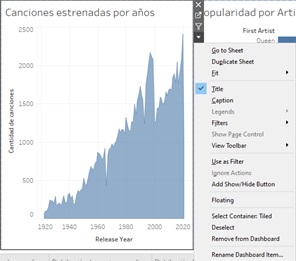 Canciones estrenadas por años
opularidad por Arti
First Artist
Queen
2500
2000
1500
1000
500
0
Cantidad de canciones
1920
1940
1960
1980
2000
2020
Release Year
Go to Sheet
Duplicate Sheet
Fit
Title
Caption
Legends
Filters
Show Page Control
View Toolbar
Use as Filter
Ignore Actions
Add Show/Hide Button
Floating
Select Container: Tiled
Deselect
Remove from Dashboard
Rename Dashboard Item...